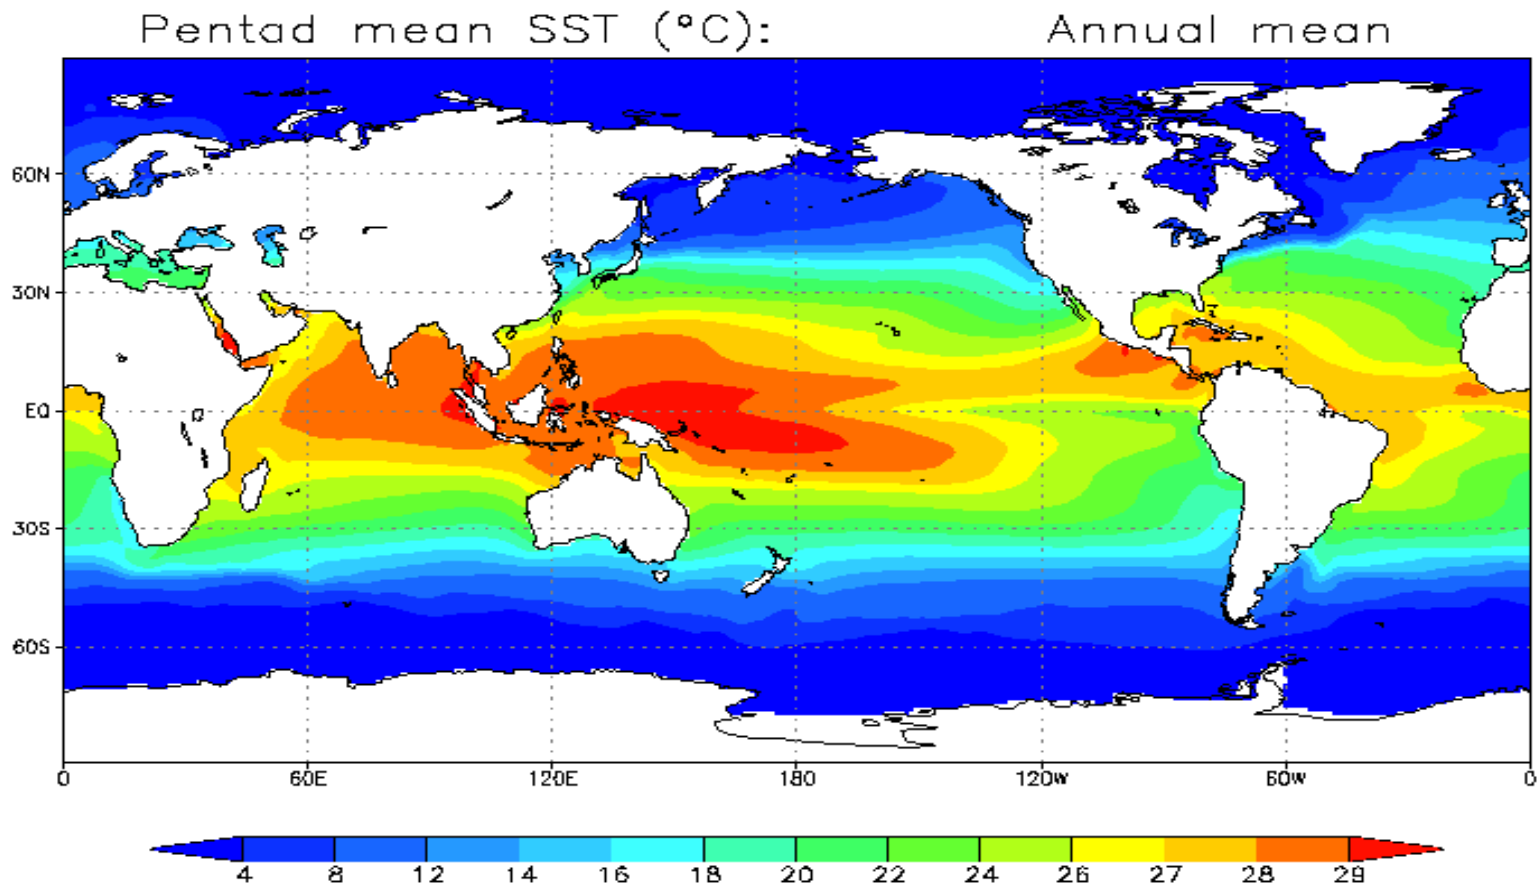 Pentad mean SST (°C): Annual mean
60N
30N
EQ
30S
60S
0 60E 120E 180 120W 60W 0
4 8 12 14 16 18 20 22 24 26 27 28 29